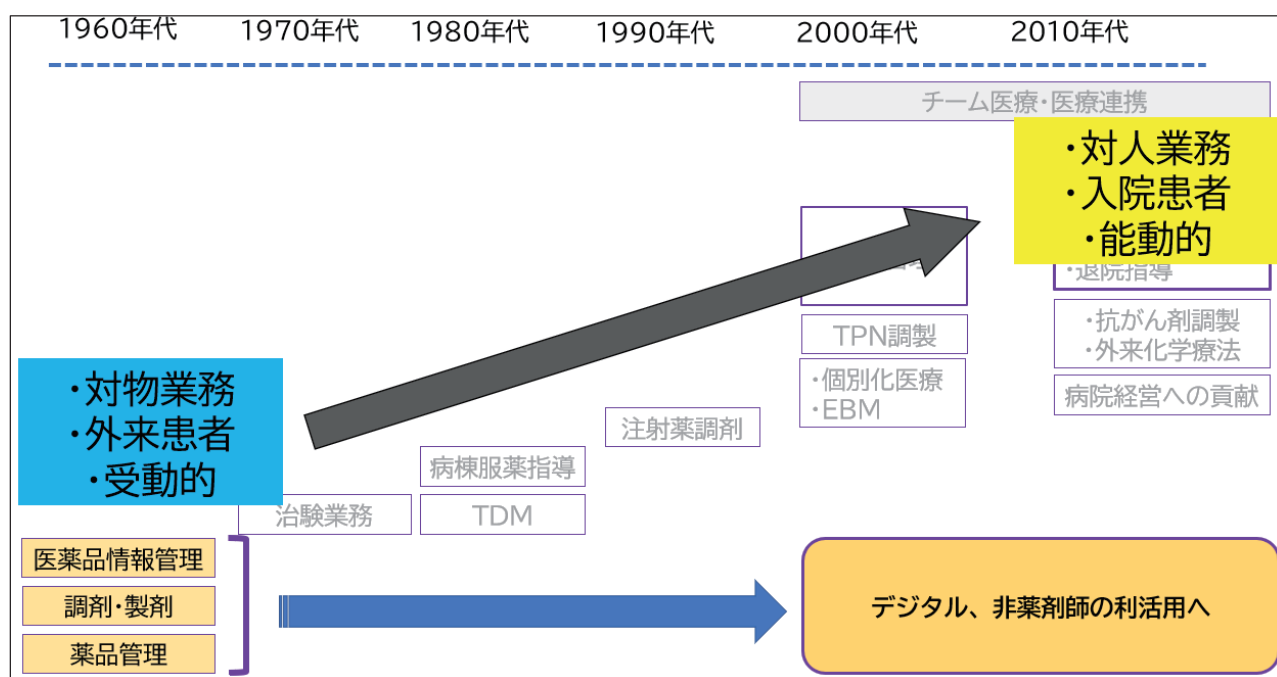 1960年代
1970年代
1980年代
1990年代
2000年代
2010年代
チーム医療・医療連携
・対人業務
・入院患者
・能動的
・退院指導
TPN調製
・抗がん剤調製
・外来化学療法
・個別化医療
・EBM
病院経営への貢献
・対物業務
・外来患者
・受動的
注射薬調剤
病棟服薬指導
治験業務
TDM
医薬品情報管理
調剤・製剤
薬品管理
デジタル、非薬剤師の利活用へ